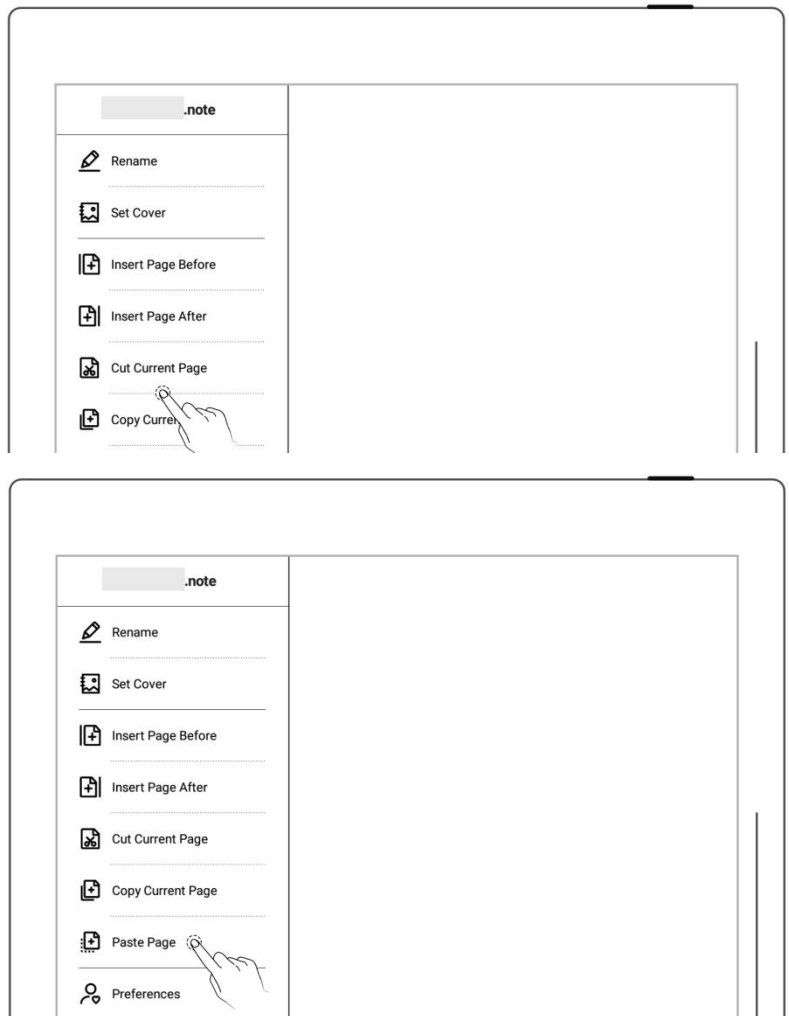 .note
Rename
Set Cover
Insert Page Before
Insert Page After
Cut Current Page
Copy
.note
Rename
Set Cover
Insert Page Before
Insert Page After
Cut Current Page
Copy Current Page
Paste Page
Preferences